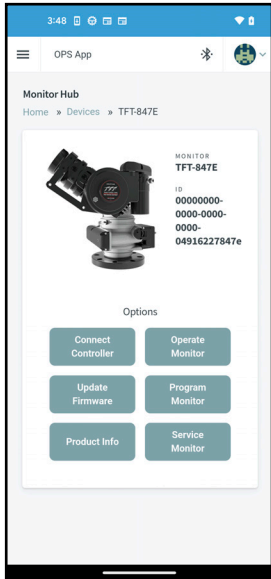 3:48
OPS App
Monitor Hub
Home » Devices » TFT-847E
MONITOR
TFT-847E
ID
00000000-
0000-0000-
0000-
04916227847e
Options
Connect
Controller
Operate
Monitor
Update
Firmware
Program
Monitor
Product Info
Service
Monitor